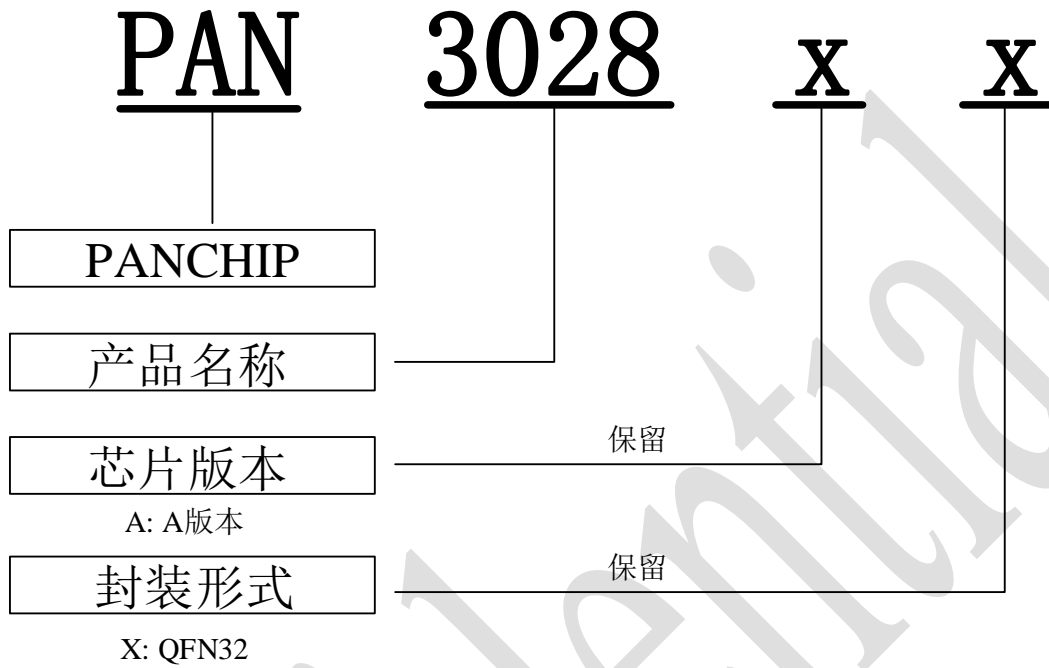 PAN 3028 x x
PANCHIP
产品名称
芯片版本
保留
A: A版本
封装形式
保留
X: QFN32